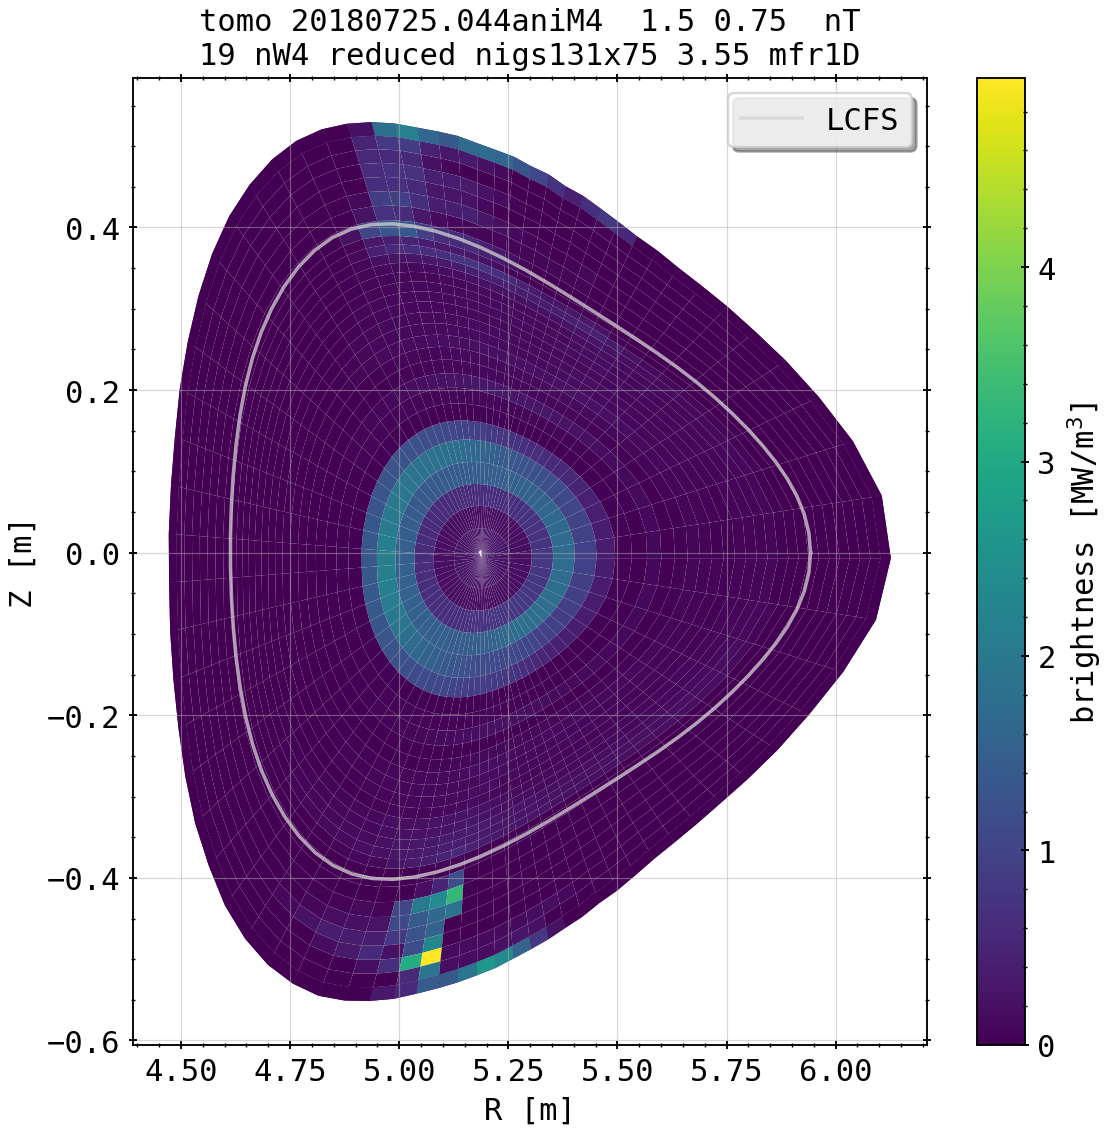 tomo 20180725.044aniM4  1.5 0.75  nT
19 nW4 reduced nigs131x75 3.55 mfr1D
LCFS
0.4
0.2
0.0
−0.2
−0.4
−0.6
Z [m]
4.50 4.75 5.00 5.25 5.50 5.75 6.00
R [m]
4
3
2
1
0
brightness [MW/m³]